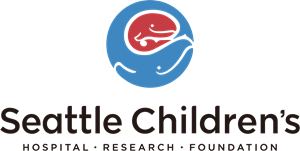 Seattle Children's
HOSPITAL · RESEARCH · FOUNDATION